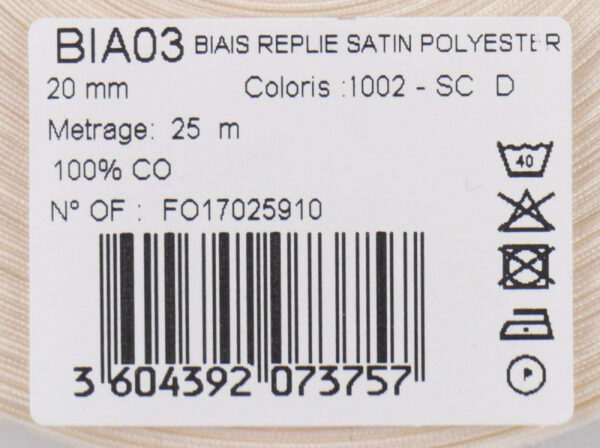 BIA03 BIAIS REPLIE SATIN POLYESTER
20 mm Coloris :1002 - SC D
Metrage: 25 m
100% CO
N° OF : FO17025910
40
P
3 604392 073757